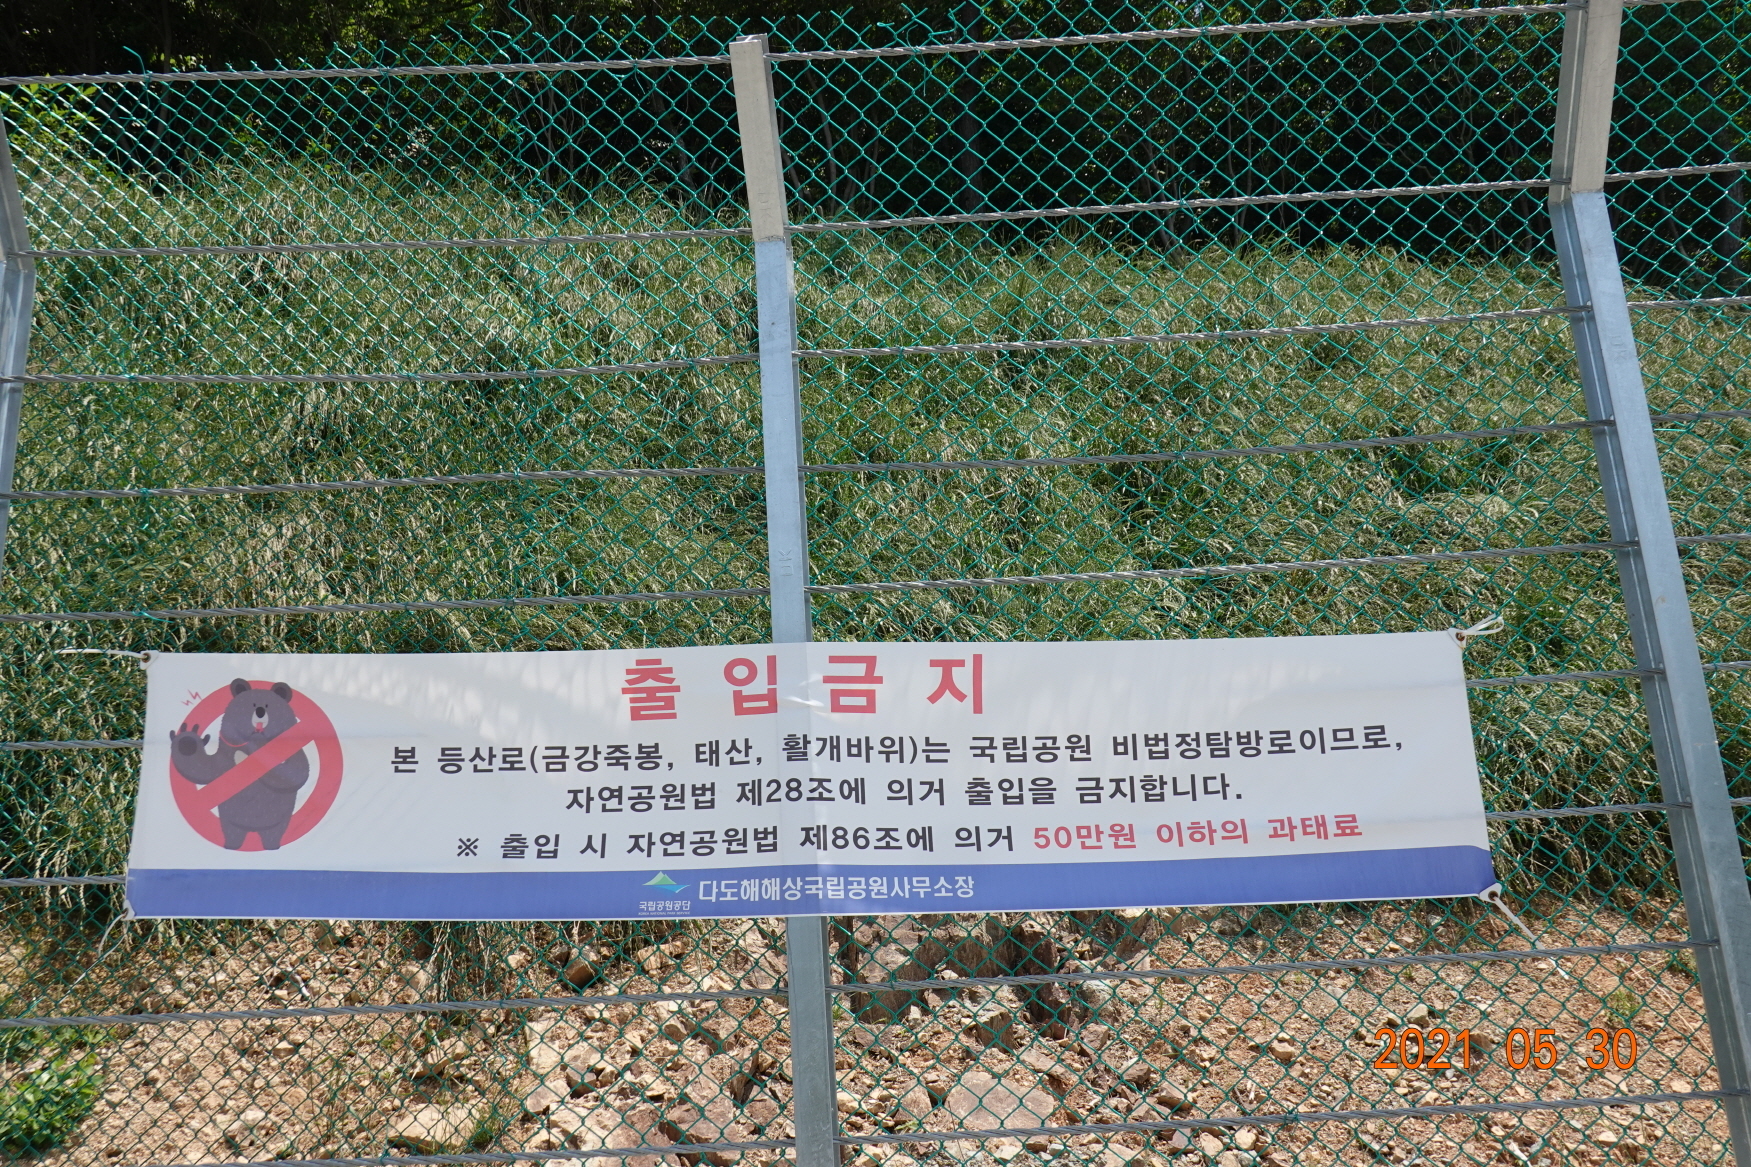 출입금지
본 등산로(금강죽봉, 태산, 활개바위)는 국립공원 비법정탐방로이므로,
자연공원법 제28조에 의거 출입을 금지합니다.
※ 출입 시 자연공원법 제86조에 의거 50만원 이하의 과태료
국립공원공단 다도해해상국립공원사무소장
2021 05 30